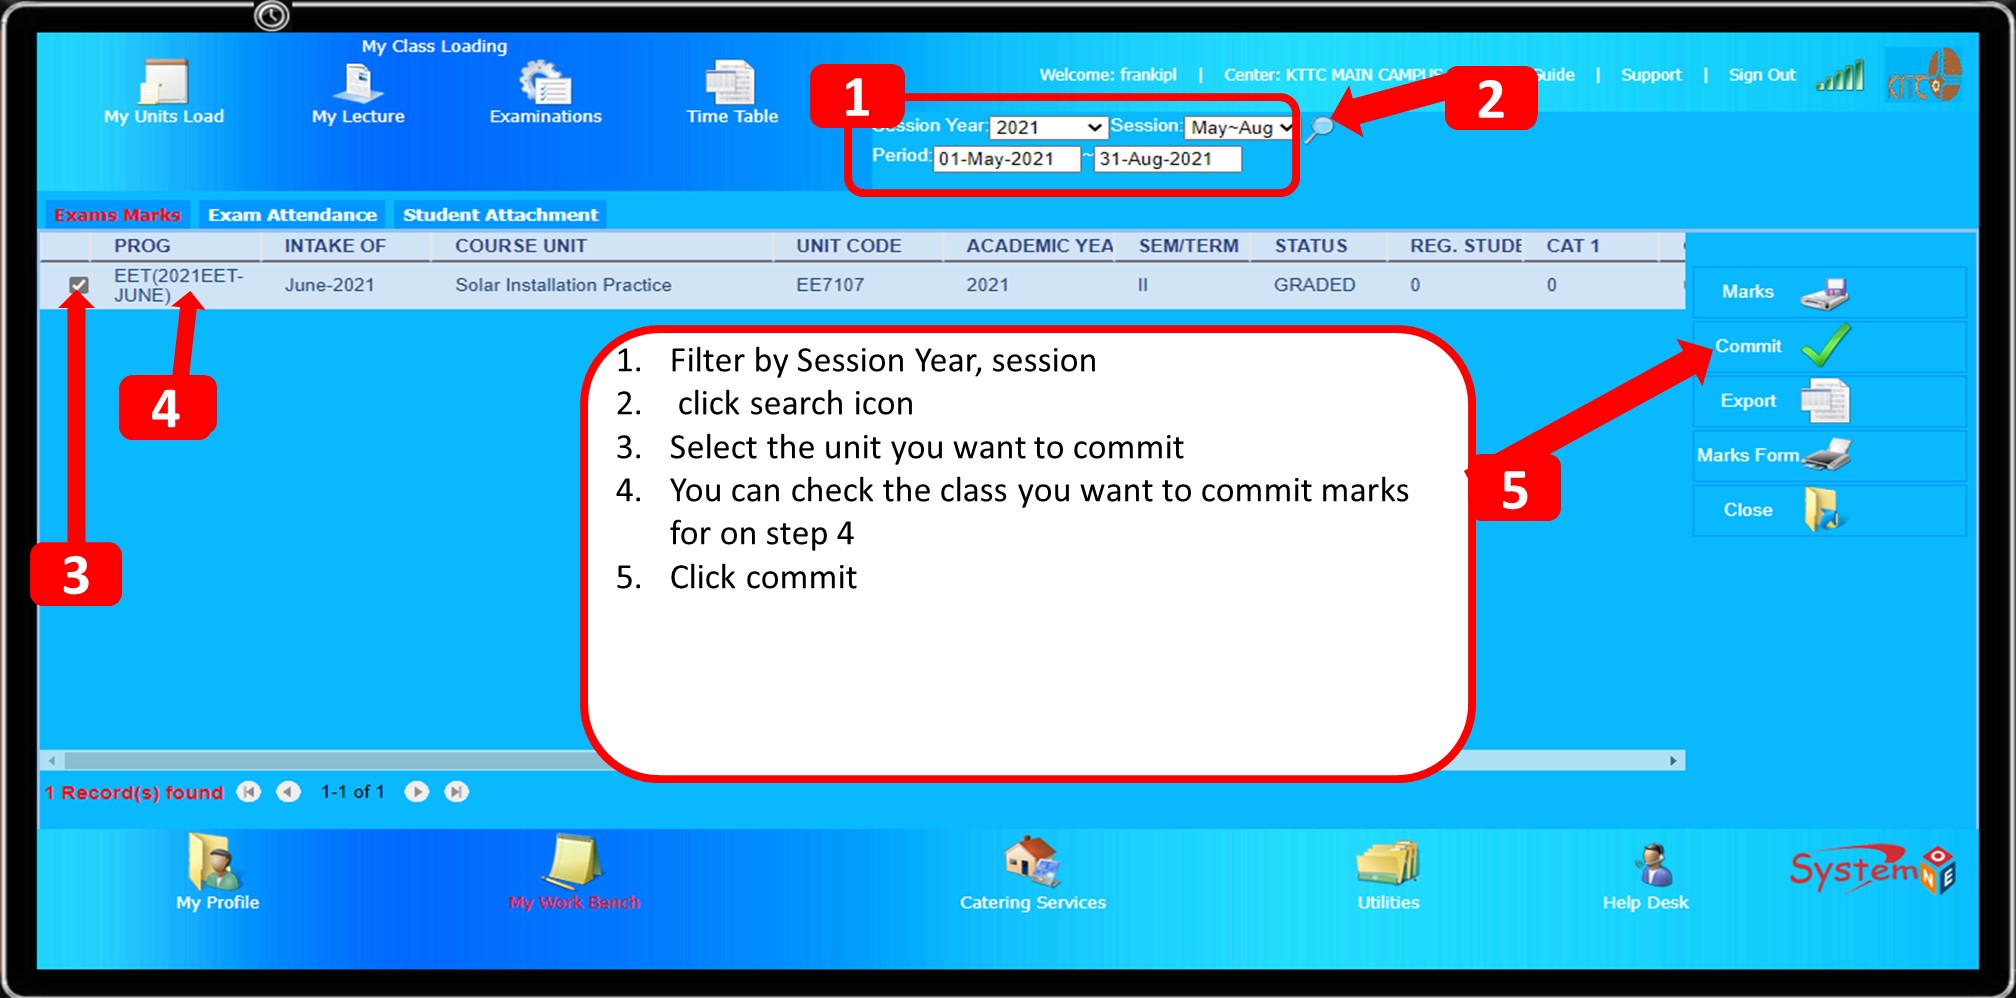 My Class Loading
My Units Load
My Lecture
Examinations
Time Table
Welcome: frankipl | Center: KTTC MAIN CAMPUS
Guide | Support | Sign Out
KTTC
1
2
Session Year: 2021 Session: May~Aug
Period: 01-May-2021 ~ 31-Aug-2021
Exams Marks Exam Attendance Student Attachment
PROG INTAKE OF COURSE UNIT UNIT CODE ACADEMIC YEA SEM/TERM STATUS REG. STUDE CAT 1
EET(2021EET-
JUNE) June-2021 Solar Installation Practice EE7107 2021 II GRADED 0 0
Marks
Commit
Export
Marks Form
Close
4
3
5
1. Filter by Session Year, session
2. click search icon
3. Select the unit you want to commit
4. You can check the class you want to commit marks
for on step 4
5. Click commit
1 Record(s) found 1-1 of 1
My Profile
My Work Bench
Catering Services
Utilities
Help Desk
System ONE